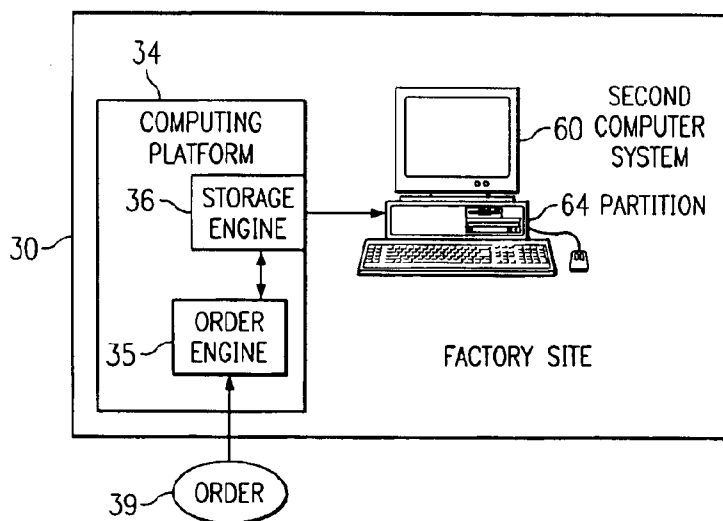 34
COMPUTING
PLATFORM
36
STORAGE
ENGINE
30
35
ORDER
ENGINE
39
ORDER
60
SECOND
COMPUTER
SYSTEM
64 PARTITION
FACTORY SITE